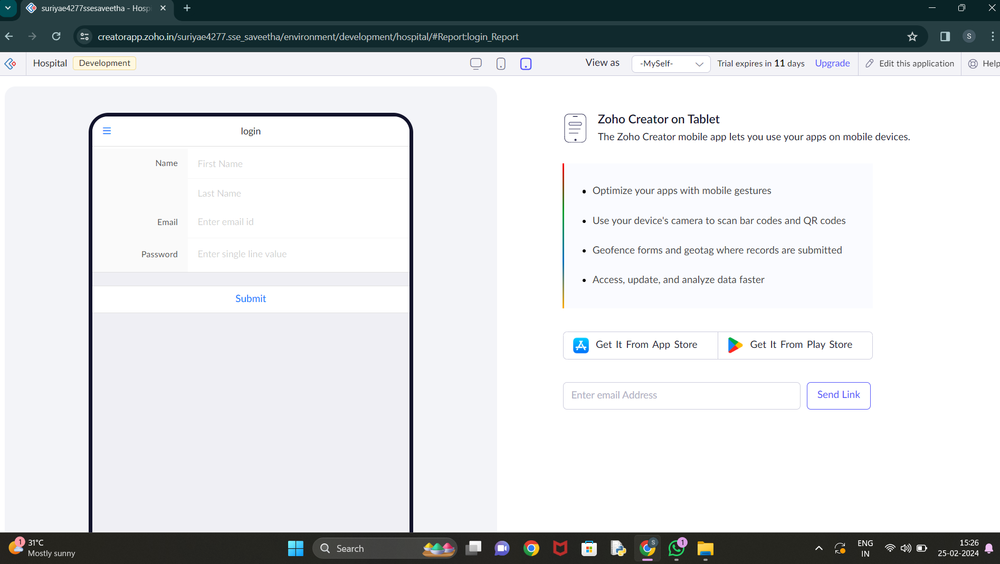 suriyae4277ssesaveetha - Hospi
creatorapp.zoho.in/suriyae4277.sse_saveetha/environment/development/hospital/#Report:login_Report
S
Hospital
Development
View as
-MySelf-
Trial expires in 11 days
Upgrade
Edit this application
Help
login
Name
First Name
Last Name
Email
Enter email id
Password
Enter single line value
Submit
Zoho Creator on Tablet
The Zoho Creator mobile app lets you use your apps on mobile devices.
Optimize your apps with mobile gestures
Use your device's camera to scan bar codes and QR codes
Geofence forms and geotag where records are submitted
Access, update, and analyze data faster
Get It From App Store
Get It From Play Store
Enter email Address
Send Link
1
31°C
Mostly sunny
Search
S
1
ENG
IN
15:26
25-02-2024